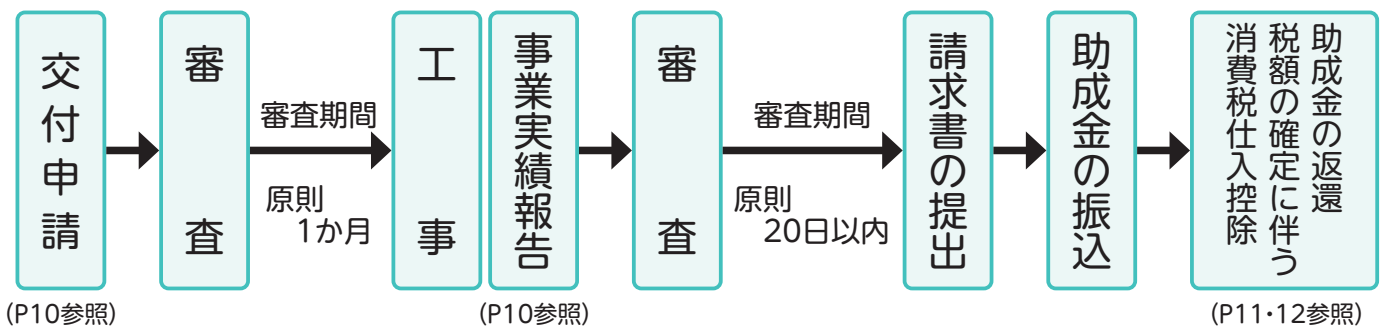 交付申請
(P10参照)
審査
審査期間
原則
1か月
工事
事業実績報告
(P10参照)
審査
審査期間
原則
20日以内
請求書の提出
助成金の振込
消費税仕入控除
税額の確定に伴う
助成金の返還
(P11・12参照)